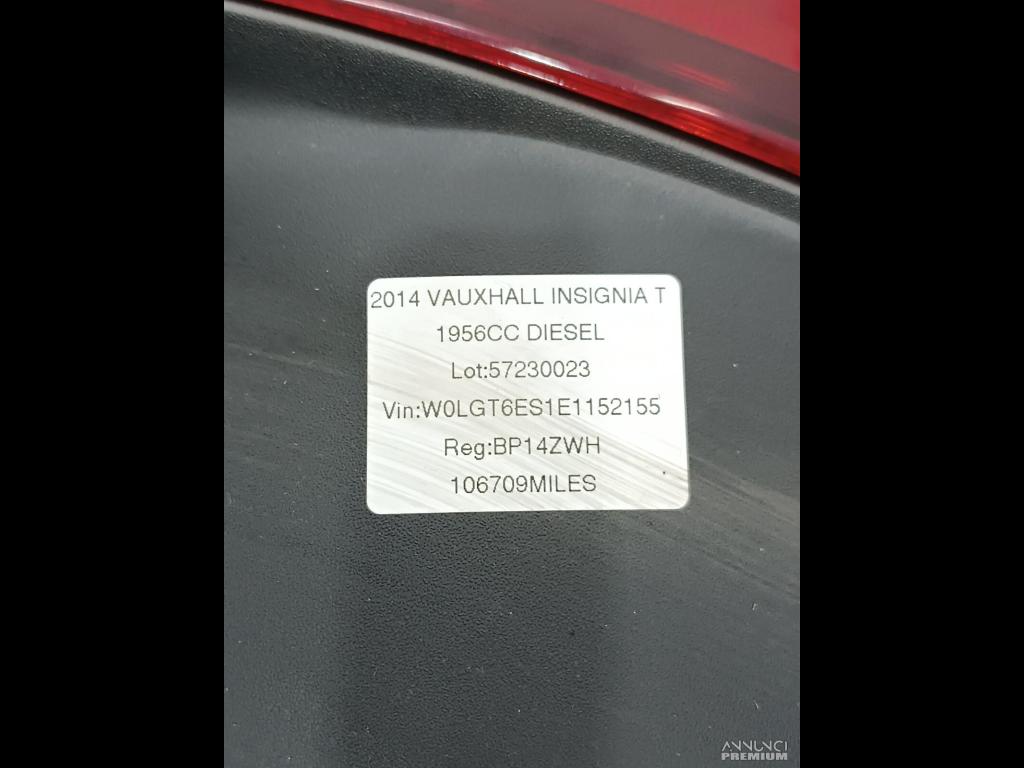 2014 VAUXHALL INSIGNIA T
1956CC DIESEL
Lot:57230023
Vin:W0LGT6ES1E1152155
Reg:BP14ZWH
106709MILES
ANNUNCI
PREMIUM